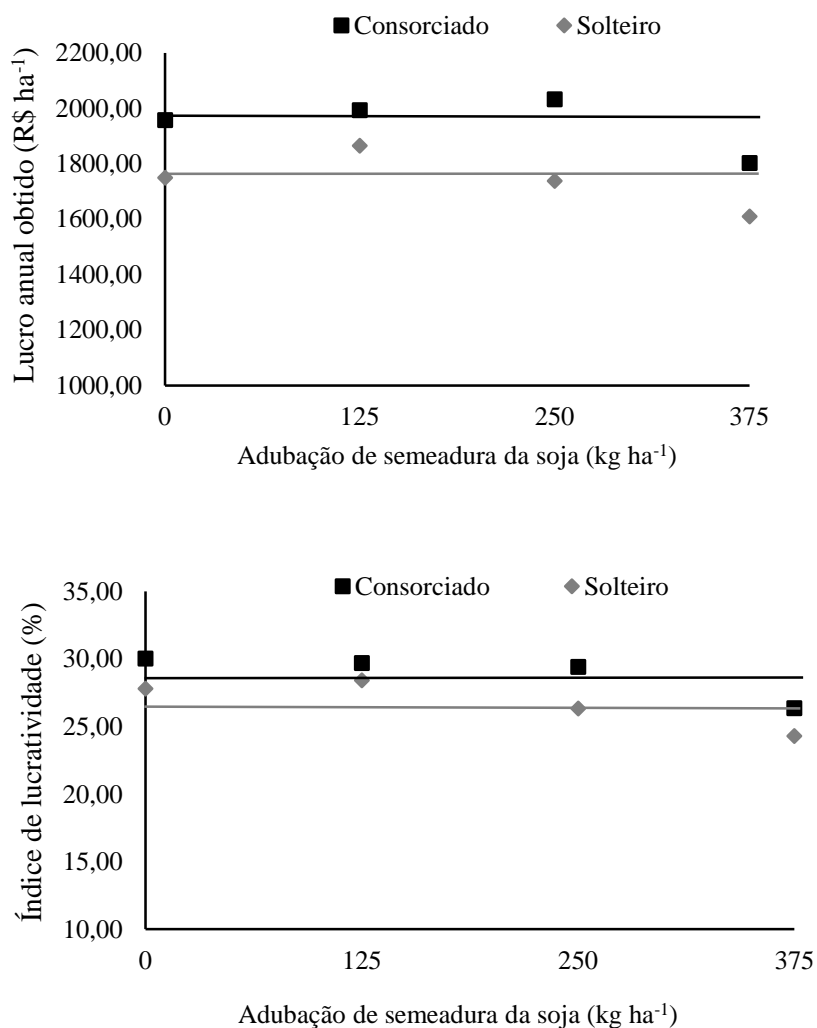 Consorciado Solteiro
Lucro anual obtido (R$ ha-1)
2200,00
2000,00
1800,00
1600,00
1400,00
1200,00
1000,00
0 125 250 375
Adubação de semeadura da soja (kg ha-1)
Consorciado Solteiro
Índice de lucratividade (%)
35,00
30,00
25,00
20,00
15,00
10,00
0 125 250 375
Adubação de semeadura da soja (kg ha-1)